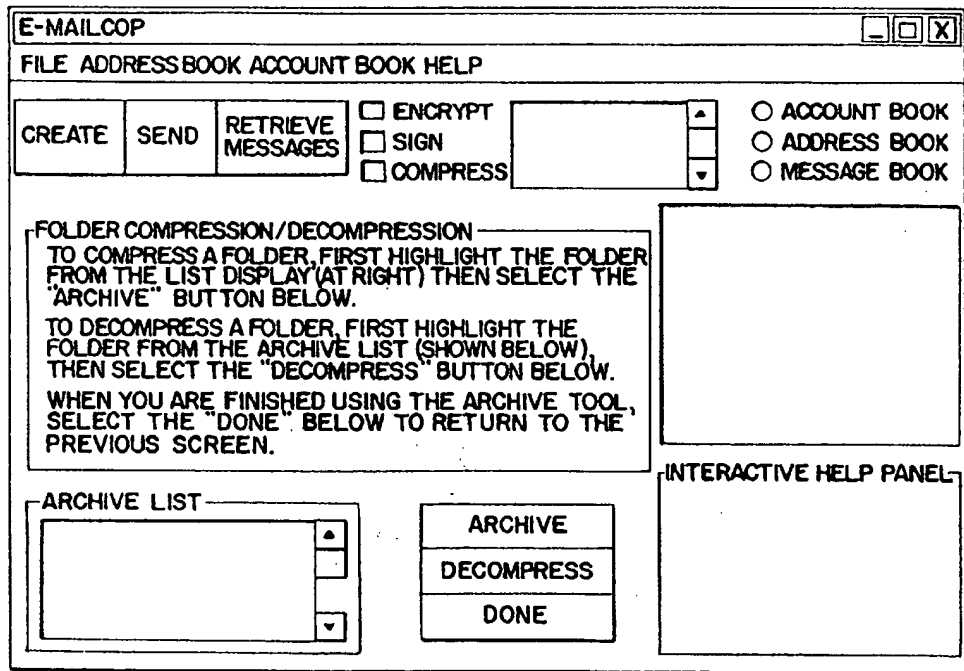 E-MAILCOP
_ □ X
FILE ADDRESS BOOK ACCOUNT BOOK HELP
CREATE SEND RETRIEVE MESSAGES
ENCRYPT
SIGN
COMPRESS
ACCOUNT BOOK
ADDRESS BOOK
MESSAGE BOOK
FOLDER COMPRESSION/DECOMPRESSION
TO COMPRESS A FOLDER, FIRST HIGHLIGHT THE FOLDER
FROM THE LIST DISPLAY (AT RIGHT) THEN SELECT THE
"ARCHIVE" BUTTON BELOW.
TO DECOMPRESS A FOLDER, FIRST HIGHLIGHT THE
FOLDER FROM THE ARCHIVE LIST (SHOWN BELOW),
THEN SELECT THE "DECOMPRESS" BUTTON BELOW.
WHEN YOU ARE FINISHED USING THE ARCHIVE TOOL,
SELECT THE "DONE" BELOW TO RETURN TO THE
PREVIOUS SCREEN.
INTERACTIVE HELP PANEL
ARCHIVE LIST
ARCHIVE
DECOMPRESS
DONE